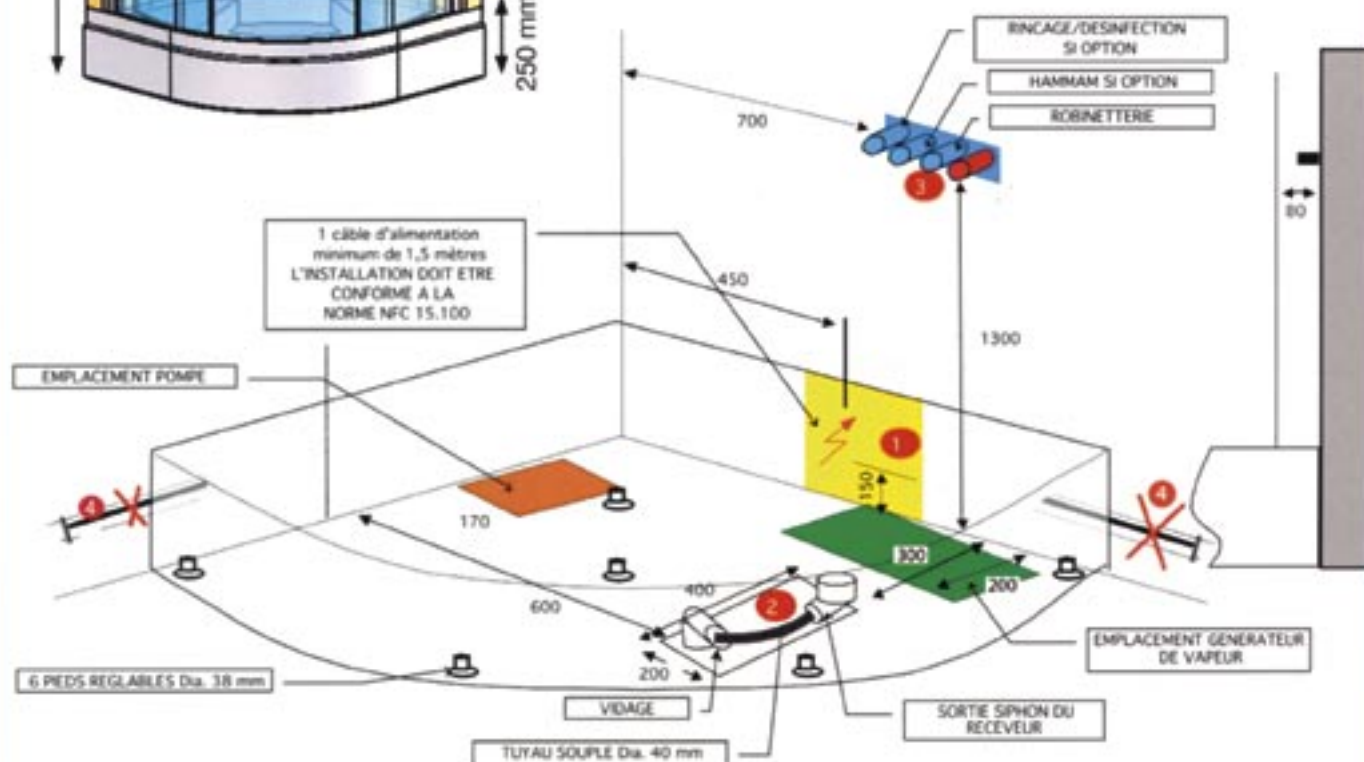 250 mm
RINCAGE/DESINFECTION
SI OPTION
HAMMAM SI OPTION
ROBINETTERIE
700
3
80
1 câble d'alimentation
minimum de 1,5 mètres
L'INSTALLATION DOIT ETRE
CONFORME A LA
NORME NFC 15.100
450
1300
EMPLACEMENT POMPE
1
150
4
4
170
300
200
400
2
600
200
EMPLACEMENT GENERATEUR
DE VAPEUR
6 PIEDS REGLABLES Dia. 38 mm
VIDAGE
SORTIE SIPHON DU
RECEVEUR
TUYAU SOUPLE Dia. 40 mm